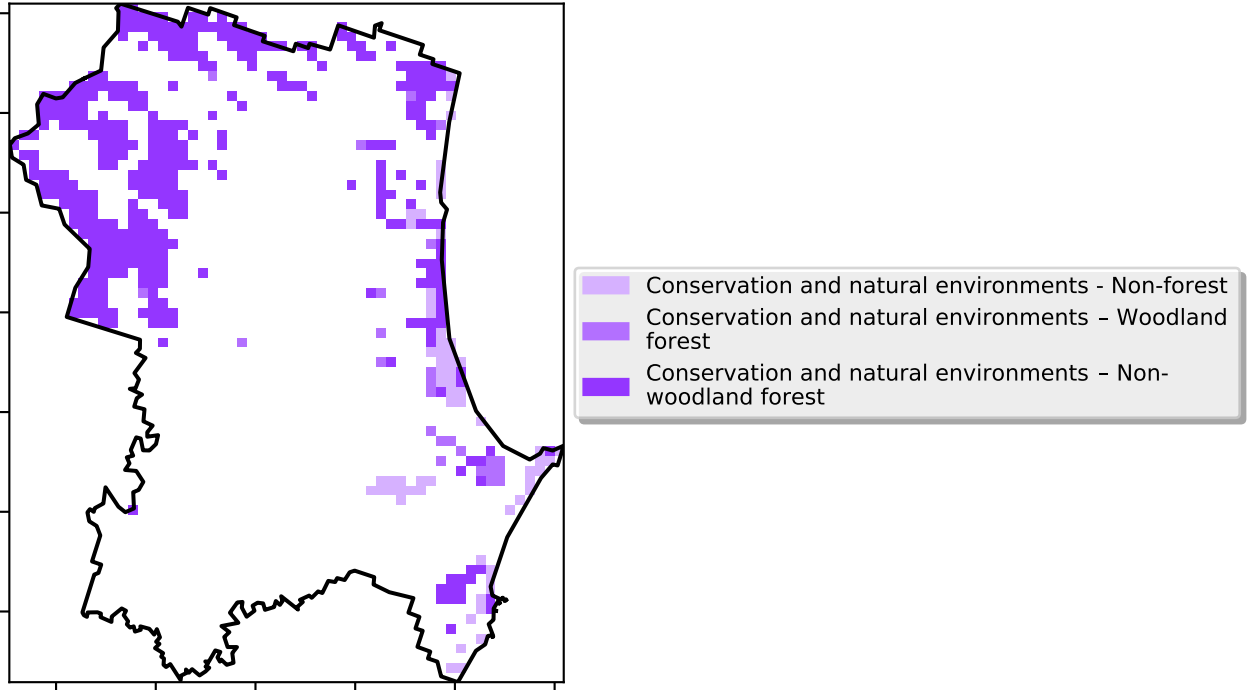 Conservation and natural environments - Non-forest
Conservation and natural environments – Woodland
forest
Conservation and natural environments – Non-
woodland forest